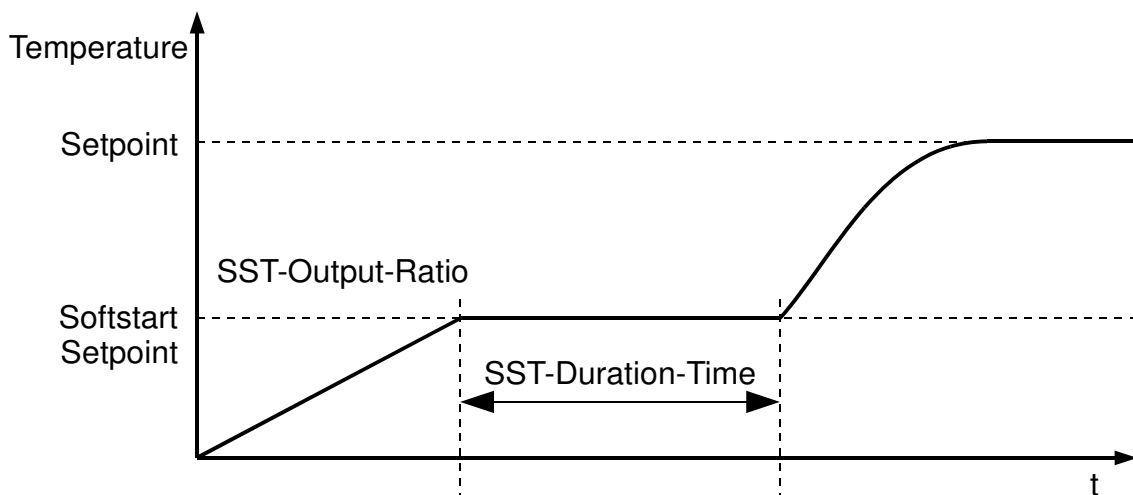 Temperature
Setpoint
SST-Output-Ratio
Softstart
Setpoint
SST-Duration-Time
t